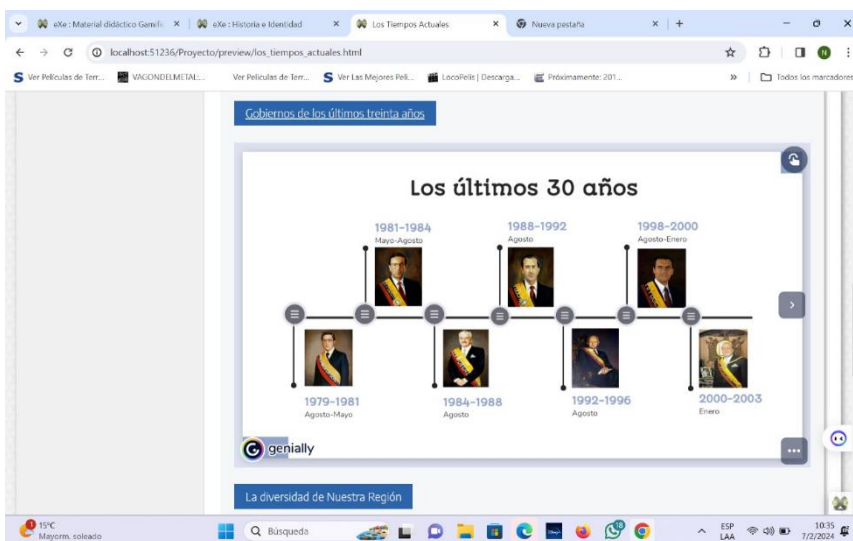 eXe : Material didáctico Gamifi
eXe : Historia e Identidad
Los Tiempos Actuales
Nueva pestaña
localhost:51236/Proyecto/preview/los_tiempos_actuales.html
Ver Películas de Terr...
VAGONDELMETAL:...
Ver Peliculas de Terr...
Ver Las Mejores Peli...
LocoPelis | Descarga...
Próximamente: 201...
Todos los marcadores
Gobiernos de los últimos treinta años
Los últimos 30 años
1981-1984
Mayo-Agosto
1988-1992
Agosto
1998-2000
Agosto-Enero
1979-1981
Agosto-Mayo
1984-1988
Agosto
1992-1996
Agosto
2000-2003
Enero
genially
La diversidad de Nuestra Región
15°C
Mayorm. soleado
Búsqueda
18
ESP
LAA
10:35
7/2/2024